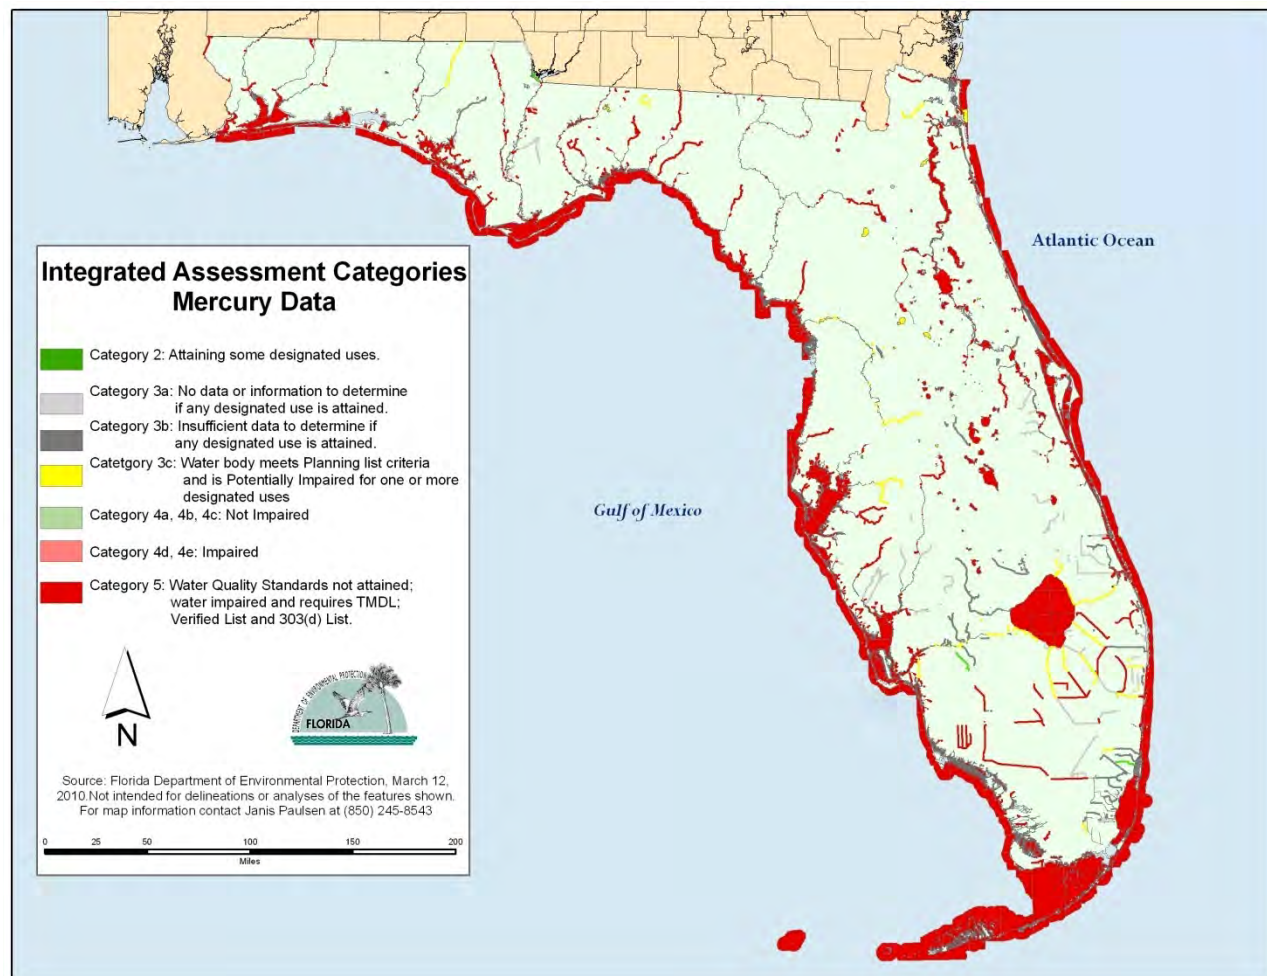 Atlantic Ocean
Integrated Assessment Categories
Mercury Data
Category 2: Attaining some designated uses.
Category 3a: No data or information to determine
if any designated use is attained.
Category 3b: Insufficient data to determine if
any designated use is attained.
Catetgory 3c: Water body meets Planning list criteria
and is Potentially Impaired for one or more
designated uses
Category 4a, 4b, 4c: Not Impaired
Category 4d, 4e: Impaired
Category 5: Water Quality Standards not attained;
water impaired and requires TMDL;
Verified List and 303(d) List.
Gulf of Mexico
N
DEPARTMENT OF ENVIRONMENTAL PROTECTION
FLORIDA
Source: Florida Department of Environmental Protection, March 12,
2010.Not intended for delineations or analyses of the features shown.
For map information contact Janis Paulsen at (850) 245-8543
0 25 50 100 150 200
Miles